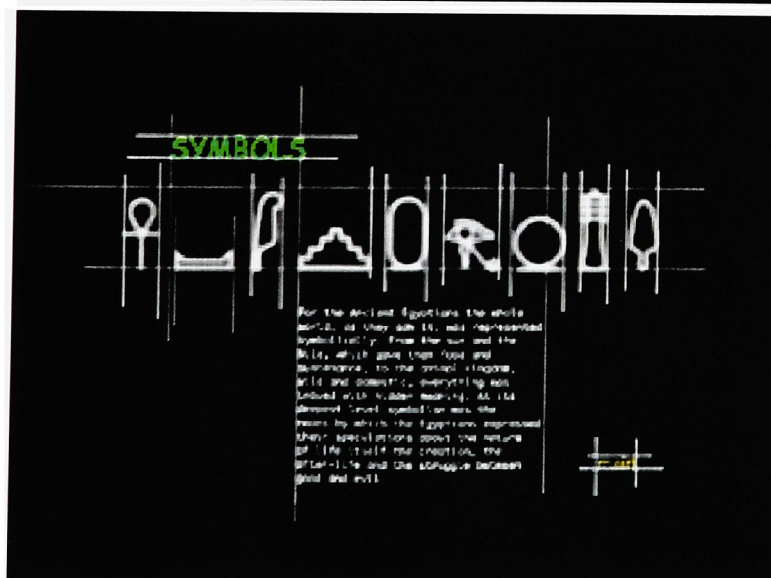 SYMBOLS
For the Ancient Egyptians the whole
world, as they saw it, was represented
symbolically. From the sun and the
Nile, which gave them food and
sustenance, to the animal kingdom,
wild and domestic, everything was
imbued with hidden meaning. At its
deepest level symbolism was the
means by which the Egyptians expressed
their speculations about the nature
of life itself the creation, the
after-life and the struggle between
good and evil.